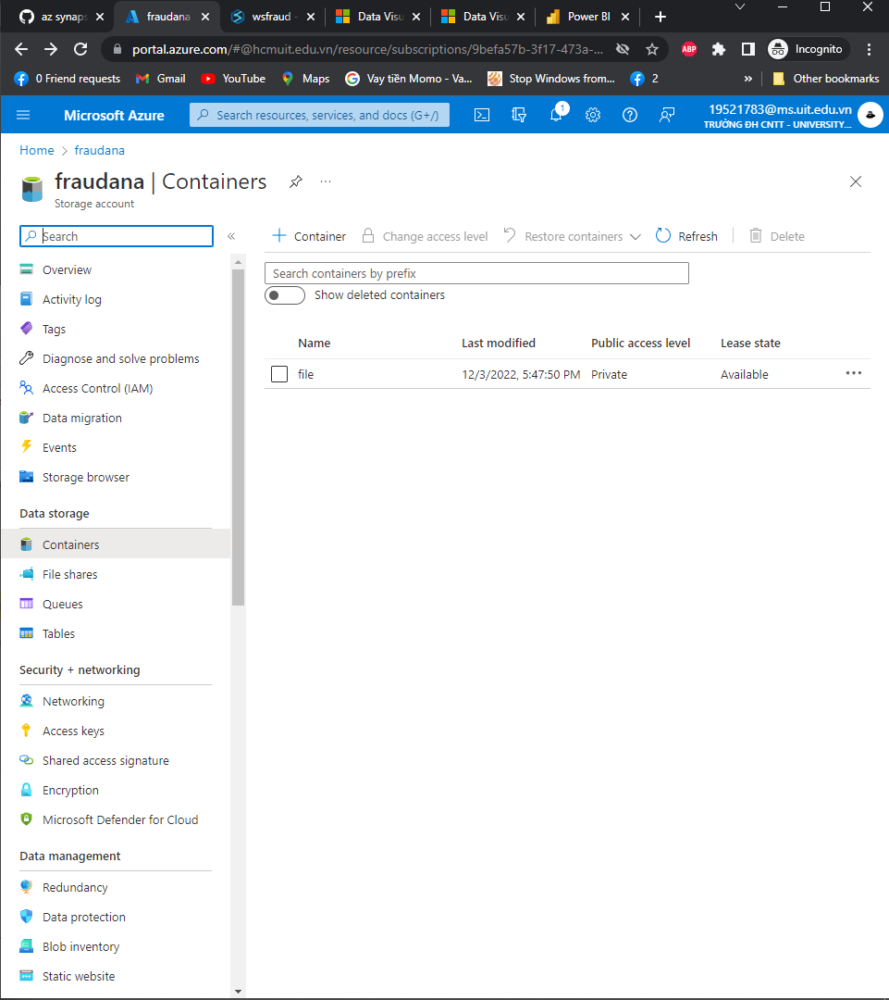 az synaps
fraudana
wsfraud -
Data Visu
Data Visu
Power BI
portal.azure.com/#@hcmuit.edu.vn/resource/subscriptions/9befa57b-3f17-473a-...
ABP
Incognito
0 Friend requests
Gmail
YouTube
Maps
Vay tiền Momo - Va...
Stop Windows from...
2
»
Other bookmarks
Microsoft Azure
Search resources, services, and docs (G+/)
1
19521783@ms.uit.edu.vn
TRƯỜNG ĐH CNTT - UNIVERSITY...
Home > fraudana
fraudana | Containers
...
Storage account
Search
«
+ Container
Change access level
Restore containers
Refresh
Delete
Search containers by prefix
Show deleted containers
Name
Last modified
Public access level
Lease state
file
12/3/2022, 5:47:50 PM
Private
Available
...
Overview
Activity log
Tags
Diagnose and solve problems
Access Control (IAM)
Data migration
Events
Storage browser
Data storage
Containers
File shares
Queues
Tables
Security + networking
Networking
Access keys
Shared access signature
Encryption
Microsoft Defender for Cloud
Data management
Redundancy
Data protection
Blob inventory
Static website